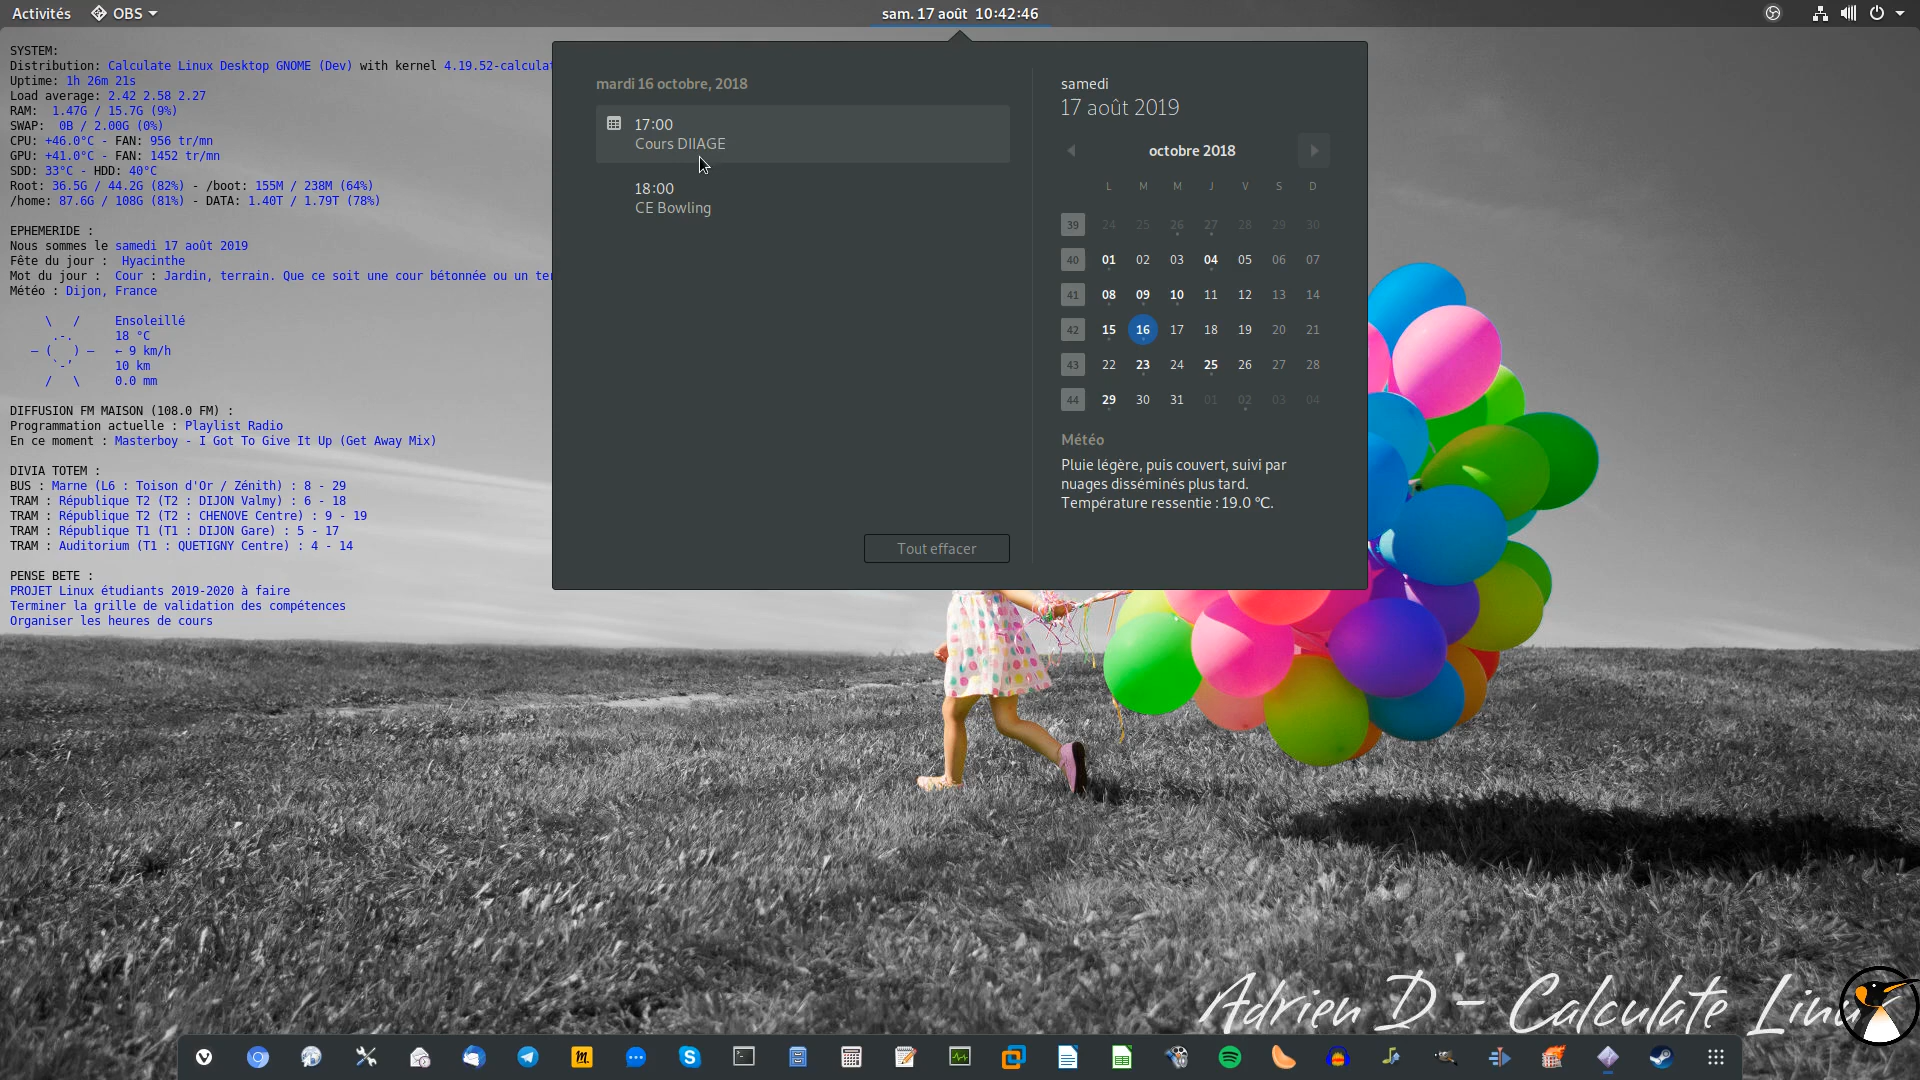 Activités
OBS
sam. 17 août 10:42:46
SYSTEM:
Distribution: Calculate Linux Desktop GNOME (Dev) with kernel 4.19.52-calculat
Uptime: 1h 26m 21s
Load average: 2.42 2.58 2.27
RAM: 1.47G / 15.7G (9%)
SWAP: 0B / 2.00G (0%)
CPU: +46.0°C - FAN: 956 tr/mn
GPU: +41.0°C - FAN: 1452 tr/mn
SDD: 33°C - HDD: 40°C
Root: 36.5G / 44.2G (82%) - /boot: 155M / 238M (64%)
/home: 87.6G / 108G (81%) - DATA: 1.40T / 1.79T (78%)
EPHEMERIDE :
Nous sommes le samedi 17 août 2019
Fête du jour : Hyacinthe
Mot du jour : Cour : Jardin, terrain. Que ce soit une cour bétonnée ou un ter
Météo : Dijon, France
Ensoleillé
18 °C
← 9 km/h
10 km
0.0 mm
DIFFUSION FM MAISON (108.0 FM) :
Programmation actuelle : Playlist Radio
En ce moment : Masterboy - I Got To Give It Up (Get Away Mix)
DIVIA TOTEM :
BUS : Marne (L6 : Toison d'Or / Zénith) : 8 - 29
TRAM : République T2 (T2 : DIJON Valmy) : 6 - 18
TRAM : République T2 (T2 : CHENOVE Centre) : 9 - 19
TRAM : République T1 (T1 : DIJON Gare) : 5 - 17
TRAM : Auditorium (T1 : QUETIGNY Centre) : 4 - 14
PENSE BETE :
PROJET Linux étudiants 2019-2020 à faire
Terminer la grille de validation des compétences
Organiser les heures de cours
mardi 16 octobre, 2018
17:00
Cours DIIAGE
18:00
CE Bowling
Tout effacer
samedi
17 août 2019
octobre 2018
L M M J V S D
39 24 25 26 27 28 29 30
40 01 02 03 04 05 06 07
41 08 09 10 11 12 13 14
42 15 16 17 18 19 20 21
43 22 23 24 25 26 27 28
44 29 30 31 01 02 03 04
Météo
Pluie légère, puis couvert, suivi par
nuages disséminés plus tard.
Température ressentie : 19.0 °C.
Adrien D - Calculate Linux